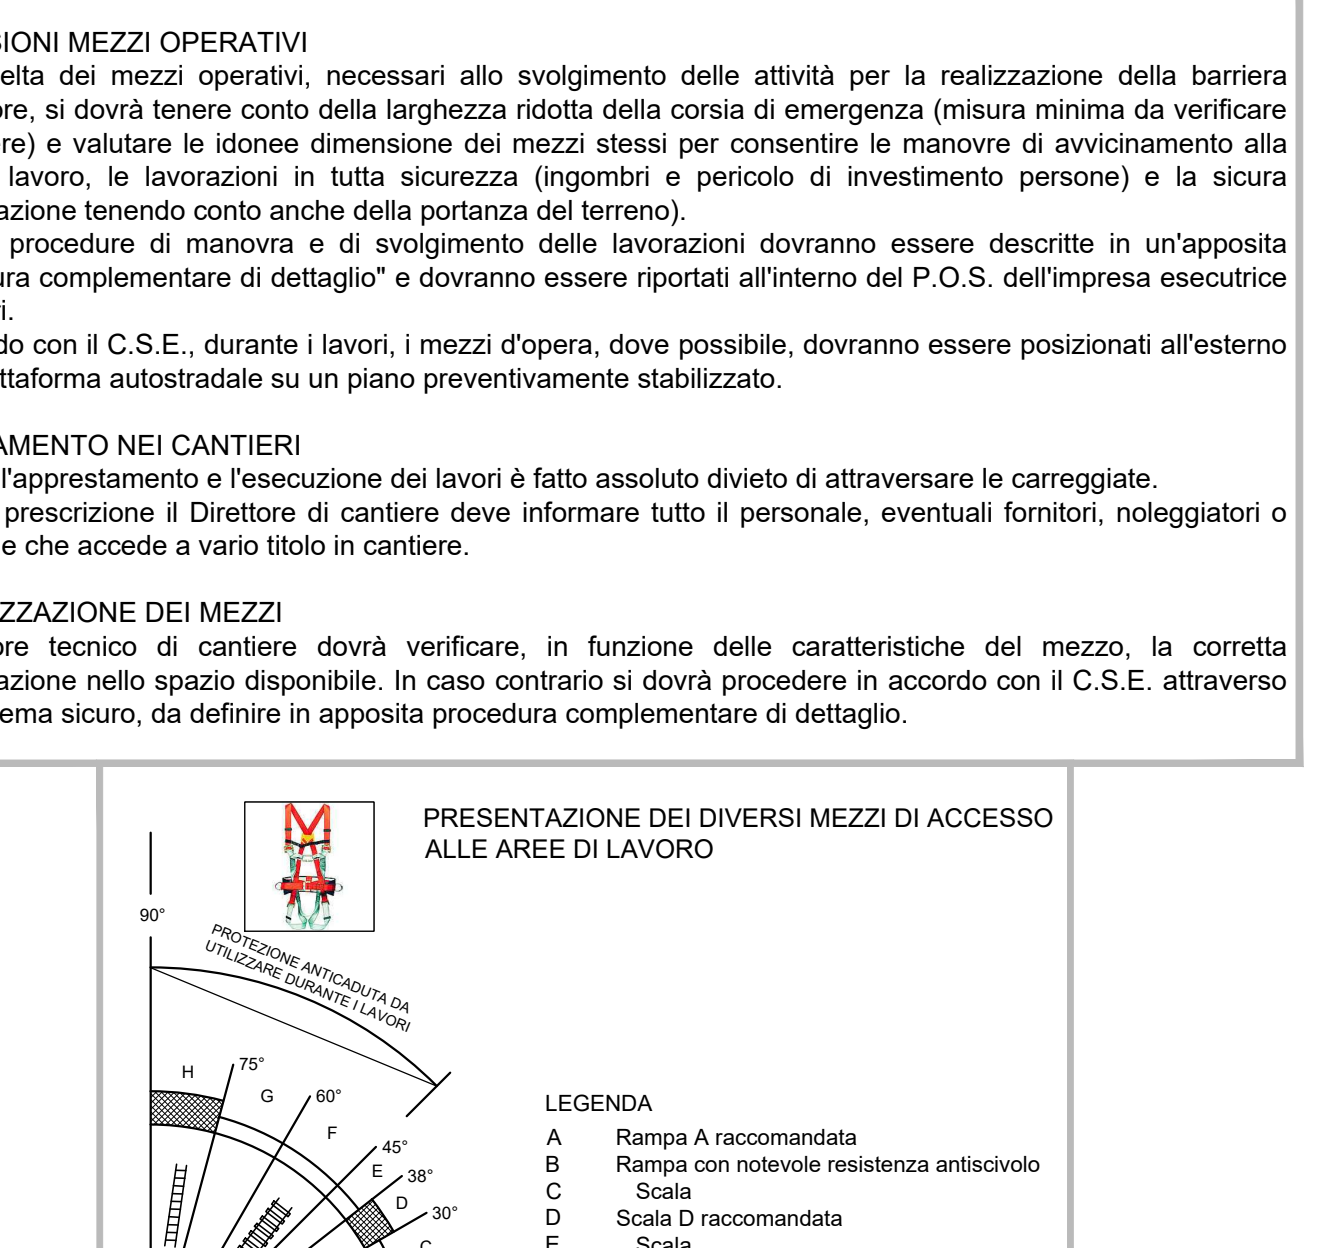 SIONI MEZZI OPERATIVI
elta dei mezzi operativi, necessari allo svolgimento delle attività per la realizzazione della barriera
ore, si dovrà tenere conto della larghezza ridotta della corsia di emergenza (misura minima da verificare
ere) e valutare le idonee dimensione dei mezzi stessi per consentire le manovre di avvicinamento alla
lavoro, le lavorazioni in tutta sicurezza (ingombri e pericolo di investimento persone) e la sicura
azione tenendo conto anche della portanza del terreno).
procedure di manovra e di svolgimento delle lavorazioni dovranno essere descritte in un'apposita
ura complementare di dettaglio" e dovranno essere riportati all'interno del P.O.S. dell'impresa esecutrice
i.
do con il C.S.E., durante i lavori, i mezzi d'opera, dove possibile, dovranno essere posizionati all'esterno
ttaforma autostradale su un piano preventivamente stabilizzato.
AMENTO NEI CANTIERI
l'apprestamento e l'esecuzione dei lavori è fatto assoluto divieto di attraversare le carreggiate.
prescrizione il Direttore di cantiere deve informare tutto il personale, eventuali fornitori, noleggiatori o
e che accede a vario titolo in cantiere.
ZZAZIONE DEI MEZZI
ore tecnico di cantiere dovrà verificare, in funzione delle caratteristiche del mezzo, la corretta
azione nello spazio disponibile. In caso contrario si dovrà procedere in accordo con il C.S.E. attraverso
ema sicuro, da definire in apposita procedura complementare di dettaglio.
PRESENTAZIONE DEI DIVERSI MEZZI DI ACCESSO
ALLE AREE DI LAVORO
90°
PROTEZIONE ANTICADUTA DA
UTILIZZARE DURANTE I LAVORI
H
75°
G
60°
F
45°
E
38°
D
30°
C
LEGENDA
A Rampa A raccomandata
B Rampa con notevole resistenza antiscivolo
C Scala
D Scala D raccomandata
E Scala